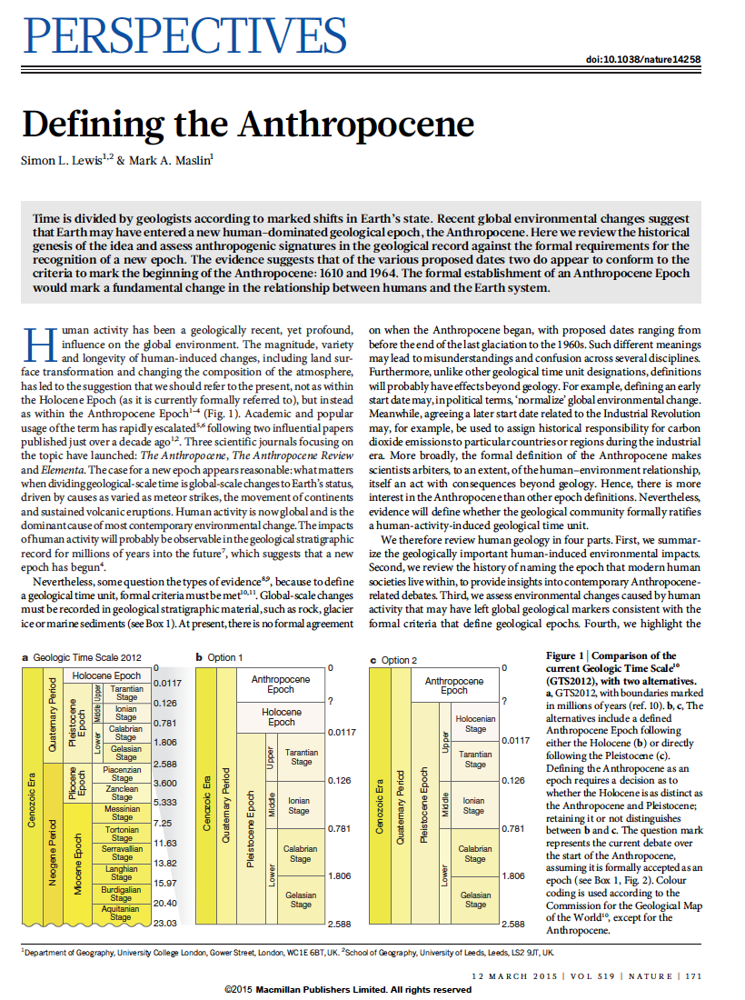 PERSPECTIVES
doi:10.1038/nature14258
Defining the Anthropocene
Simon L. Lewis1,2 & Mark A. Maslin1
Time is divided by geologists according to marked shifts in Earth's state. Recent global environmental changes suggest
that Earth may have entered a new human-dominated geological epoch, the Anthropocene. Here we review the historical
genesis of the idea and assess anthropogenic signatures in the geological record against the formal requirements for the
recognition of a new epoch. The evidence suggests that of the various proposed dates two do appear to conform to the
criteria to mark the beginning of the Anthropocene: 1610 and 1964. The formal establishment of an Anthropocene Epoch
would mark a fundamental change in the relationship between humans and the Earth system.
Human activity has been a geologically recent, yet profound,
influence on the global environment. The magnitude, variety
and longevity of human-induced changes, including land sur-
face transformation and changing the composition of the atmosphere,
has led to the suggestion that we should refer to the present, not as within
the Holocene Epoch (as it is currently formally referred to), but instead
as within the Anthropocene Epoch1–4 (Fig. 1). Academic and popular
usage of the term has rapidly escalated5,6 following two influential papers
published just over a decade ago1,2. Three scientific journals focusing on
the topic have launched: The Anthropocene, The Anthropocene Review
and Elementa. The case for a new epoch appears reasonable: what matters
when dividing geological-scale time is global-scale changes to Earth's status,
driven by causes as varied as meteor strikes, the movement of continents
and sustained volcanic eruptions. Human activity is now global and is the
dominant cause of most contemporary environmental change. The impacts
of human activity will probably be observable in the geological stratigraphic
record for millions of years into the future7, which suggests that a new
epoch has begun4.
Nevertheless, some question the types of evidence8,9, because to define
a geological time unit, formal criteria must be met10,11. Global-scale changes
must be recorded in geological stratigraphic material, such as rock, glacier
ice or marine sediments (see Box 1). At present, there is no formal agreement
on when the Anthropocene began, with proposed dates ranging from
before the end of the last glaciation to the 1960s. Such different meanings
may lead to misunderstandings and confusion across several disciplines.
Furthermore, unlike other geological time unit designations, definitions
will probably have effects beyond geology. For example, defining an early
start date may, in political terms, 'normalize' global environmental change.
Meanwhile, agreeing a later start date related to the Industrial Revolution
may, for example, be used to assign historical responsibility for carbon
dioxide emissions to particular countries or regions during the industrial
era. More broadly, the formal definition of the Anthropocene makes
scientists arbiters, to an extent, of the human–environment relationship,
itself an act with consequences beyond geology. Hence, there is more
interest in the Anthropocene than other epoch definitions. Nevertheless,
evidence will define whether the geological community formally ratifies
a human-activity-induced geological time unit.
We therefore review human geology in four parts. First, we summar-
ize the geologically important human-induced environmental impacts.
Second, we review the history of naming the epoch that modern human
societies live within, to provide insights into contemporary Anthropocene-
related debates. Third, we assess environmental changes caused by human
activity that may have left global geological markers consistent with the
formal criteria that define geological epochs. Fourth, we highlight the
a Geologic Time Scale 2012
Cenozoic Era
Quaternary Period
Neogene Period
Holocene Epoch
Pleistocene
Epoch
Pliocene
Epoch
Miocene Epoch
Upper
Middle
Lower
Tarantian
Stage
Ionian
Stage
Calabrian
Stage
Gelasian
Stage
Piacenzian
Stage
Zanclean
Stage
Messinian
Stage
Tortonian
Stage
Serravallian
Stage
Langhian
Stage
Burdigalian
Stage
Aquitanian
Stage
0
0.0117
0.126
0.781
1.806
2.588
3.600
5.333
7.25
11.63
13.82
15.97
20.40
23.03
b Option 1
Cenozoic Era
Quaternary Period
Anthropocene
Epoch
Holocene
Epoch
Pleistocene Epoch
Upper
Middle
Lower
Tarantian
Stage
Ionian
Stage
Calabrian
Stage
Gelasian
Stage
0
?
0.0117
0.126
0.781
1.806
2.588
c Option 2
Cenozoic Era
Quaternary Period
Anthropocene
Epoch
Pleistocene Epoch
Upper
Middle
Lower
Holocenian
Stage
Tarantian
Stage
Ionian
Stage
Calabrian
Stage
Gelasian
Stage
0
?
0.0117
0.126
0.781
1.806
2.588
Figure 1 | Comparison of the
current Geologic Time Scale10
(GTS2012), with two alternatives.
a, GTS2012, with boundaries marked
in millions of years (ref. 10). b, c, The
alternatives include a defined
Anthropocene Epoch following
either the Holocene (b) or directly
following the Pleistocene (c).
Defining the Anthropocene as an
epoch requires a decision as to
whether the Holocene is as distinct as
the Anthropocene and Pleistocene;
retaining it or not distinguishes
between b and c. The question mark
represents the current debate over
the start of the Anthropocene,
assuming it is formally accepted as an
epoch (see Box 1, Fig. 2). Colour
coding is used according to the
Commission for the Geological Map
of the World10, except for the
Anthropocene.
1Department of Geography, University College London, Gower Street, London, WC1E 6BT, UK. 2School of Geography, University of Leeds, Leeds, LS2 9JT, UK.
12 MARCH 2015 | VOL 519 | NATURE | 171
©2015 Macmillan Publishers Limited. All rights reserved